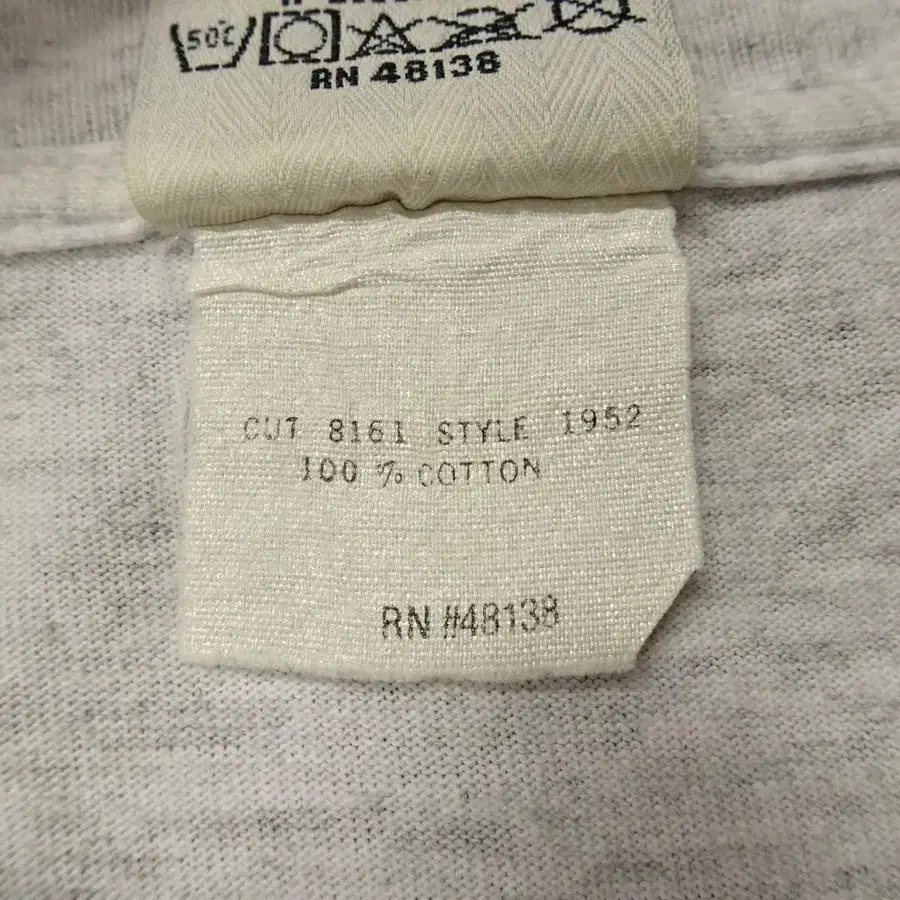 50°C
RN 48138
CUT 8161 STYLE 1952
100 % COTTON
RN #48138